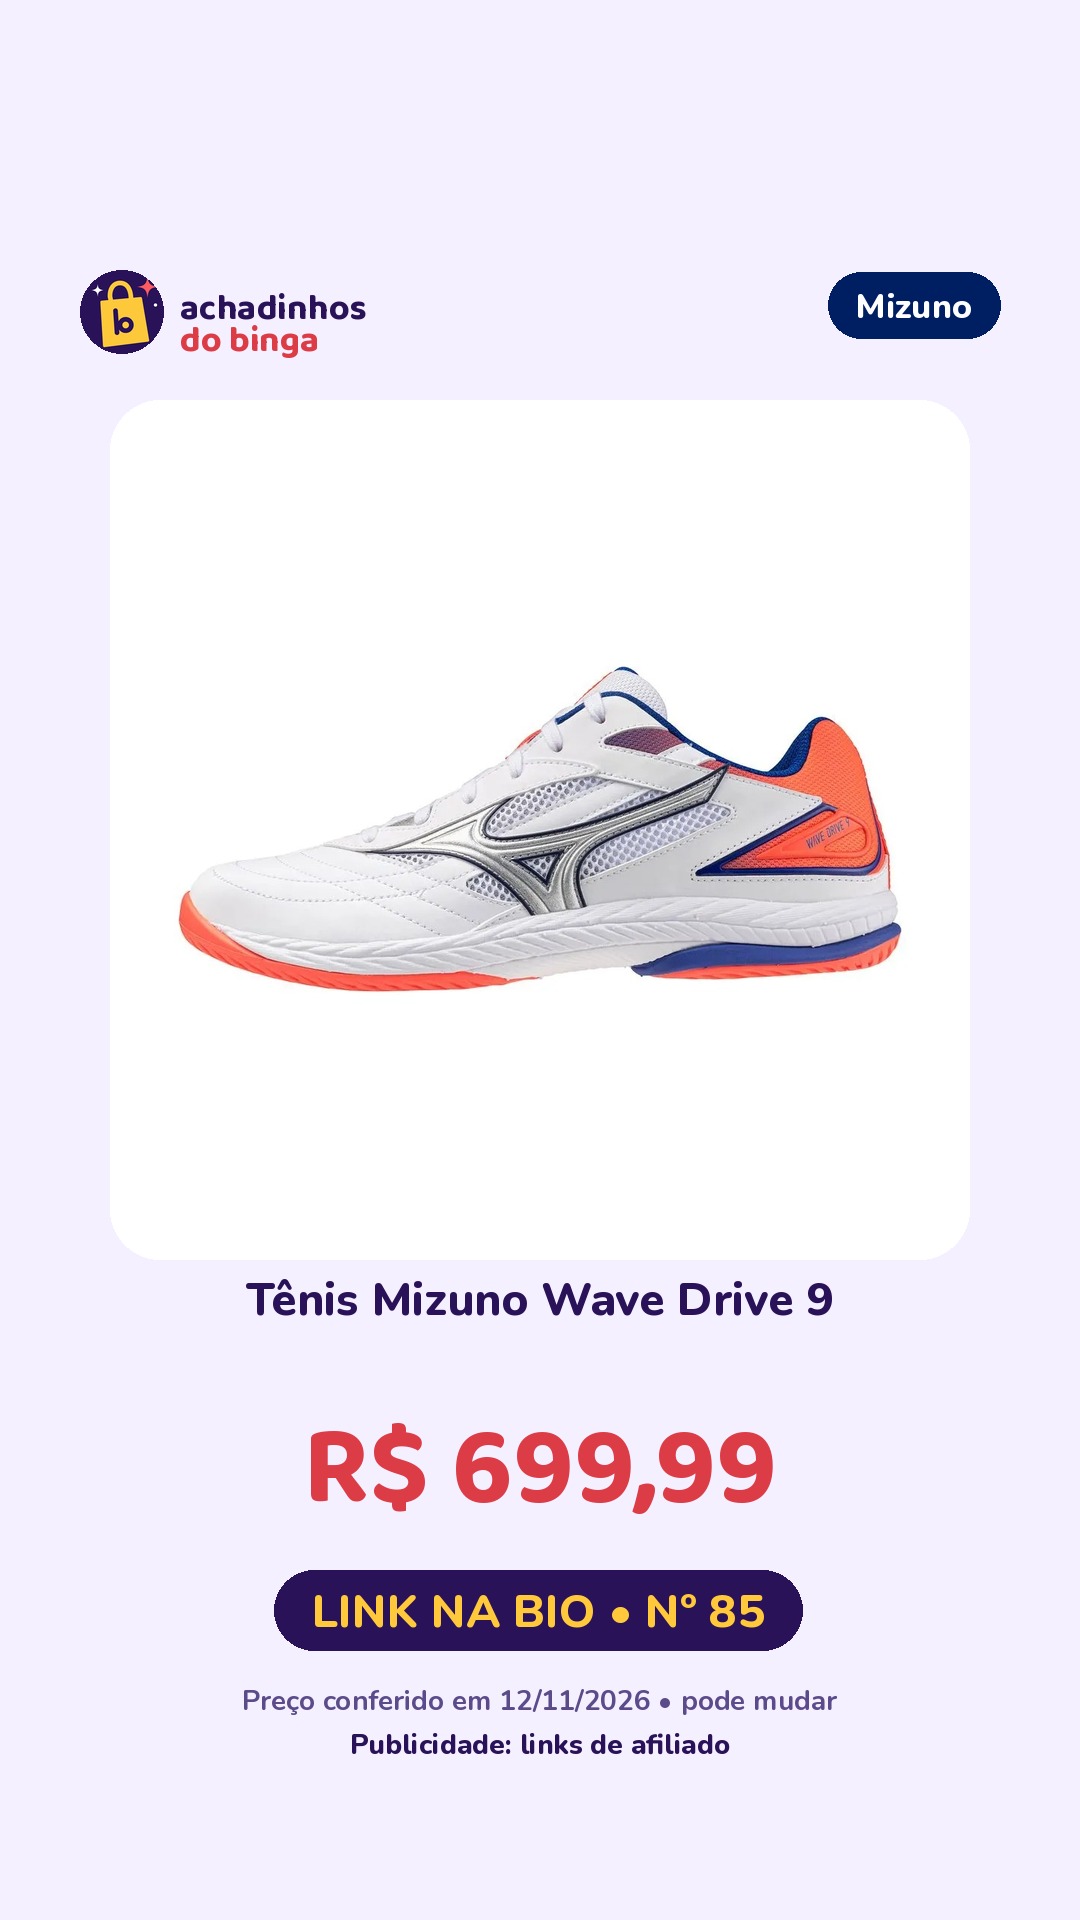 achadinhos
do binga
b
Mizuno
WAVE DRIVE 9
Tênis Mizuno Wave Drive 9
R$ 699,99
LINK NA BIO • Nº 85
Preço conferido em 12/11/2026 • pode mudar
Publicidade: links de afiliado